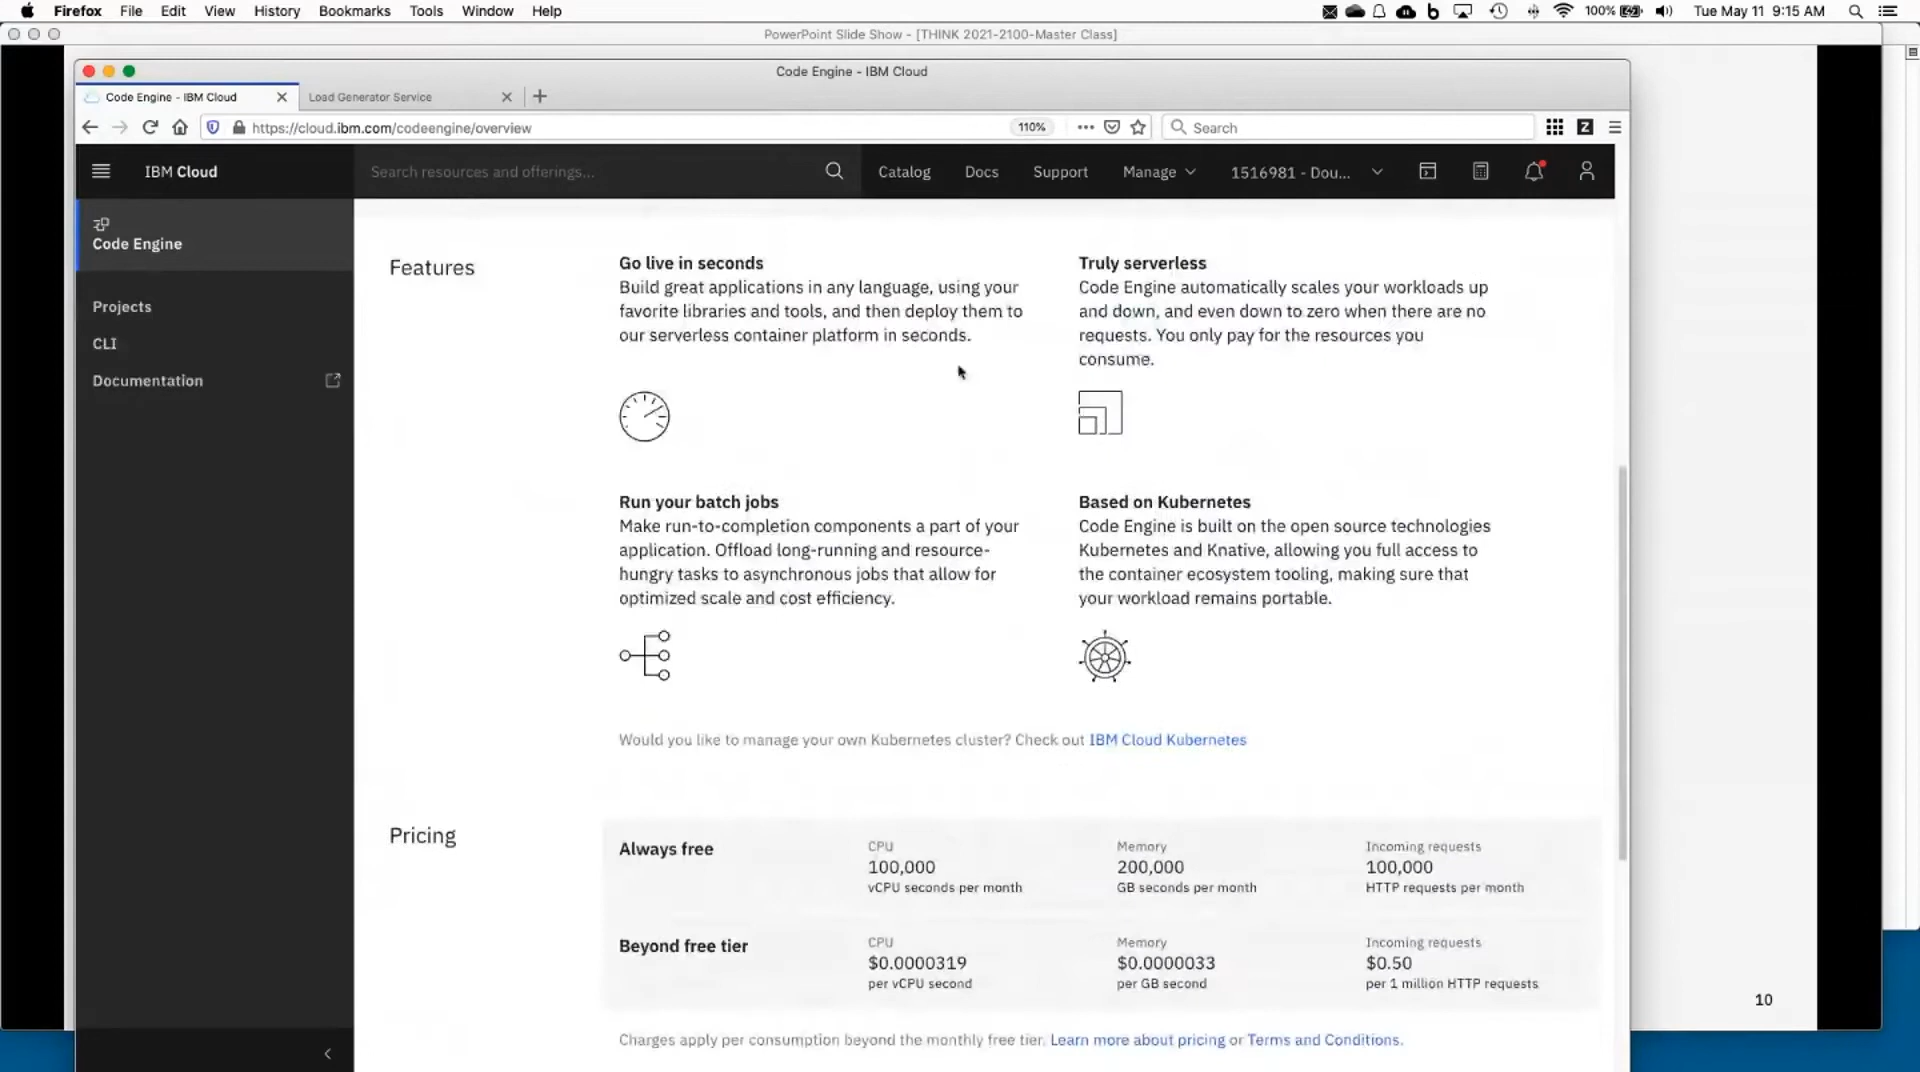 Firefox File Edit View History Bookmarks Tools Window Help 100% Tue May 11 9:15 AM
PowerPoint Slide Show - [THINK 2021-2100-Master Class]
Code Engine - IBM Cloud
Code Engine - IBM Cloud Load Generator Service
https://cloud.ibm.com/codeengine/overview 110% Search Z
IBM Cloud Search resources and offerings... Catalog Docs Support Manage 1516981 - Dou...
Code Engine
Projects
CLI
Documentation
Features
Go live in seconds
Build great applications in any language, using your
favorite libraries and tools, and then deploy them to
our serverless container platform in seconds.
Truly serverless
Code Engine automatically scales your workloads up
and down, and even down to zero when there are no
requests. You only pay for the resources you
consume.
Run your batch jobs
Make run-to-completion components a part of your
application. Offload long-running and resource-
hungry tasks to asynchronous jobs that allow for
optimized scale and cost efficiency.
Based on Kubernetes
Code Engine is built on the open source technologies
Kubernetes and Knative, allowing you full access to
the container ecosystem tooling, making sure that
your workload remains portable.
Would you like to manage your own Kubernetes cluster? Check out IBM Cloud Kubernetes
Pricing
Always free
CPU
100,000
vCPU seconds per month
Memory
200,000
GB seconds per month
Incoming requests
100,000
HTTP requests per month
Beyond free tier
CPU
$0.0000319
per vCPU second
Memory
$0.0000033
per GB second
Incoming requests
$0.50
per 1 million HTTP requests
Charges apply per consumption beyond the monthly free tier. Learn more about pricing or Terms and Conditions.
10